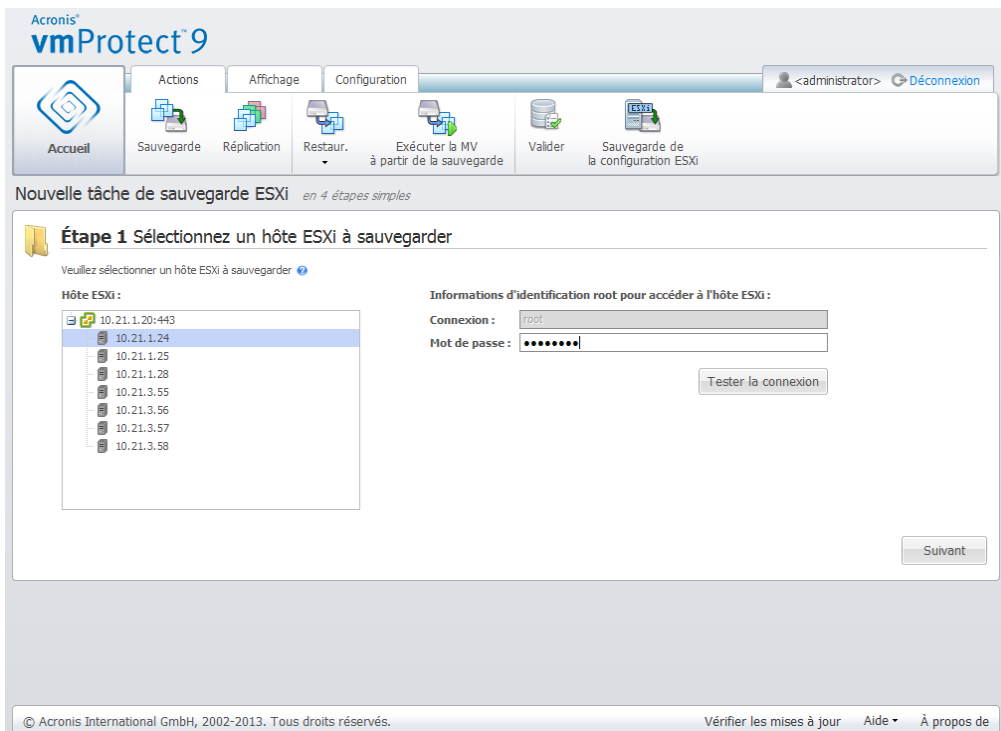 Acronis®
vmProtect™ 9
Actions
Affichage
Configuration
<administrator>
Déconnexion
Accueil
Sauvegarde
Réplication
Restaur.
Exécuter la MV
à partir de la sauvegarde
Valider
ESXi
Sauvegarde de
la configuration ESXi
Nouvelle tâche de sauvegarde ESXi en 4 étapes simples
Étape 1 Sélectionnez un hôte ESXi à sauvegarder
Veuillez sélectionner un hôte ESXi à sauvegarder
Hôte ESXi :
10.21.1.20:443
10.21.1.24
10.21.1.25
10.21.1.28
10.21.3.55
10.21.3.56
10.21.3.57
10.21.3.58
Informations d'identification root pour accéder à l'hôte ESXi :
Connexion : root
Mot de passe : ●●●●●●●●
Tester la connexion
Suivant
© Acronis International GmbH, 2002-2013. Tous droits réservés.
Vérifier les mises à jour Aide À propos de